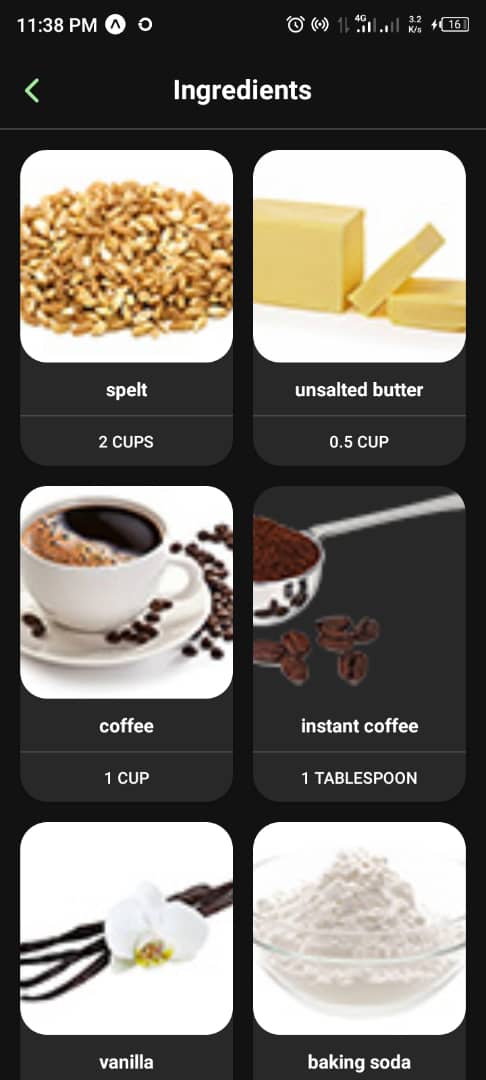 11:38 PM
4G
3.2
K/s
16
Ingredients
spelt
unsalted butter
2 CUPS
0.5 CUP
coffee
instant coffee
1 CUP
1 TABLESPOON
vanilla
baking soda